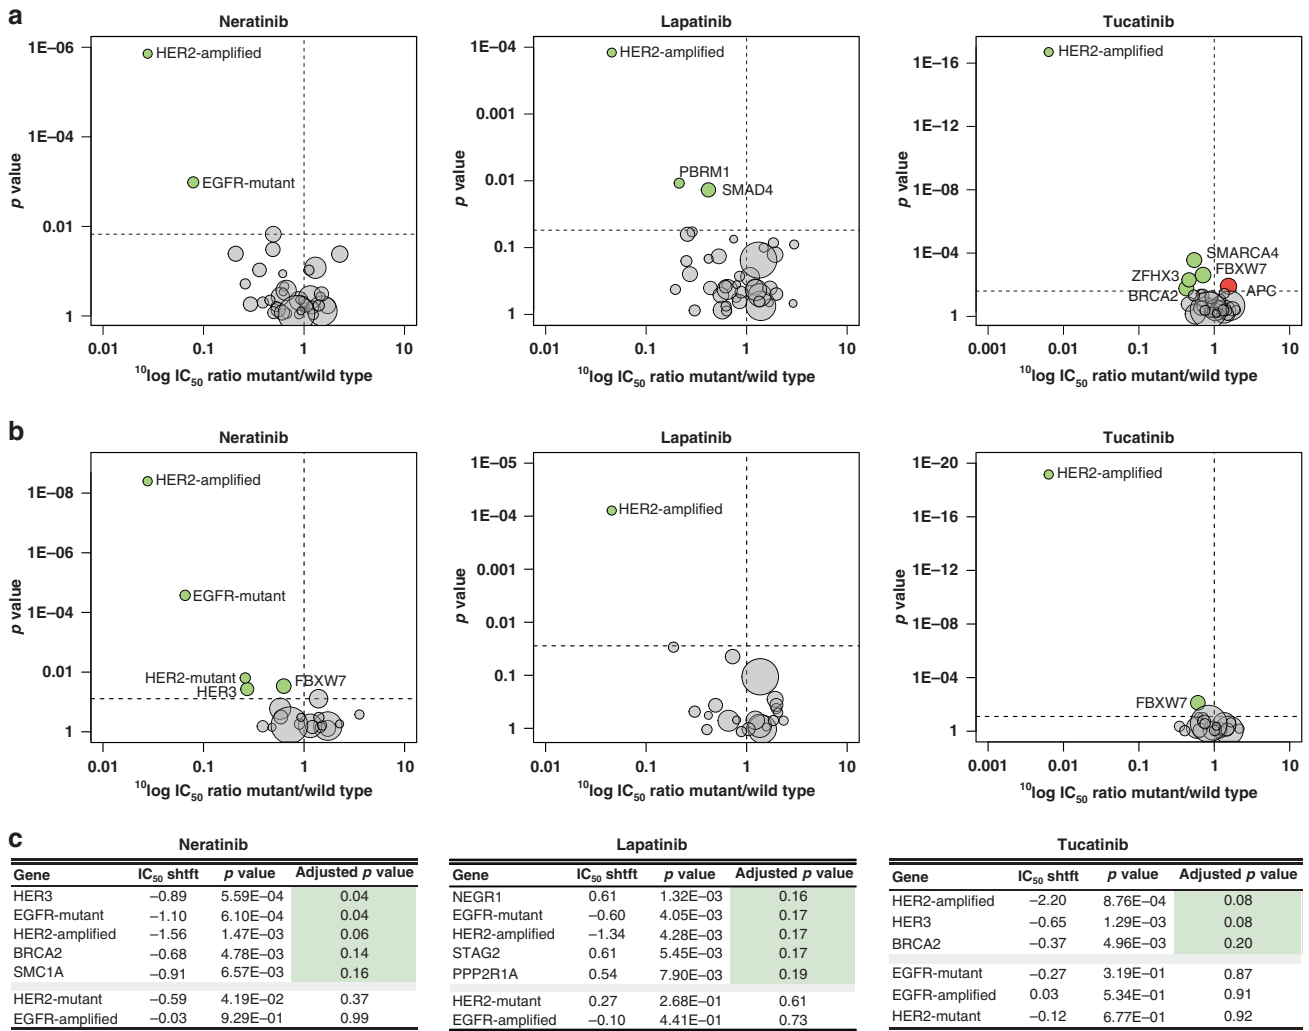 a
Neratinib
1E–06
1E–04
0.01
1
p value
HER2-amplified
EGFR-mutant
0.01 0.1 1 10
10log IC50 ratio mutant/wild type
Lapatinib
1E–04
0.001
0.01
0.1
1
p value
HER2-amplified
PBRM1
SMAD4
0.01 0.1 1 10
10log IC50 ratio mutant/wild type
Tucatinib
1E–16
1E–12
1E–08
1E–04
1
p value
HER2-amplified
SMARCA4
ZFHX3
FBXW7
BRCA2
APC
0.001 0.01 0.1 1 10
10log IC50 ratio mutant/wild type
b
Neratinib
1E–08
1E–06
1E–04
0.01
1
p value
HER2-amplified
EGFR-mutant
HER2-mutant
HER3
FBXW7
0.01 0.1 1 10
10log IC50 ratio mutant/wild type
Lapatinib
1E–05
1E–04
0.001
0.01
0.1
1
p value
HER2-amplified
0.01 0.1 1 10
10log IC50 ratio mutant/wild type
Tucatinib
1E–20
1E–16
1E–12
1E–08
1E–04
1
p value
HER2-amplified
FBXW7
0.001 0.01 0.1 1 10
10log IC50 ratio mutant/wild type
c
Neratinib
Gene IC50 shtft p value Adjusted p value
HER3 –0.89 5.59E–04 0.04
EGFR-mutant –1.10 6.10E–04 0.04
HER2-amplified –1.56 1.47E–03 0.06
BRCA2 –0.68 4.78E–03 0.14
SMC1A –0.91 6.57E–03 0.16
HER2-mutant –0.59 4.19E–02 0.37
EGFR-amplified –0.03 9.29E–01 0.99
Lapatinib
Gene IC50 shtft p value Adjusted p value
NEGR1 0.61 1.32E–03 0.16
EGFR-mutant –0.60 4.05E–03 0.17
HER2-amplified –1.34 4.28E–03 0.17
STAG2 0.61 5.45E–03 0.17
PPP2R1A 0.54 7.90E–03 0.19
HER2-mutant 0.27 2.68E–01 0.61
EGFR-amplified –0.10 4.41E–01 0.73
Tucatinib
Gene IC50 shtft p value Adjusted p value
HER2-amplified –2.20 8.76E–04 0.08
HER3 –0.65 1.29E–03 0.08
BRCA2 –0.37 4.96E–03 0.20
EGFR-mutant –0.27 3.19E–01 0.87
EGFR-amplified 0.03 5.34E–01 0.91
HER2-mutant –0.12 6.77E–01 0.92